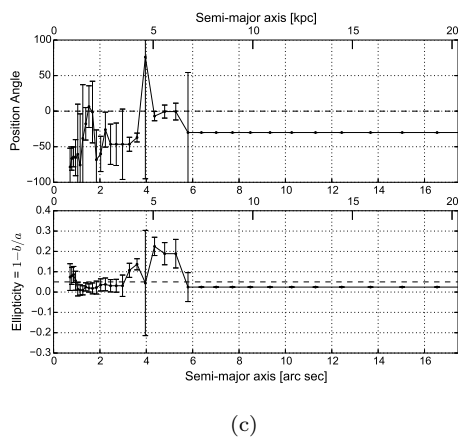 Semi-major axis [kpc]
0 5 10 15 20
100
50
0
−50
−100
Position Angle
0 2 4 6 8 10 12 14 16
0 5 10 15 20
0.4
0.3
0.2
0.1
0.0
−0.1
−0.2
−0.3
Ellipticity = 1−b/a
0 2 4 6 8 10 12 14 16
Semi-major axis [arc sec]
(c)